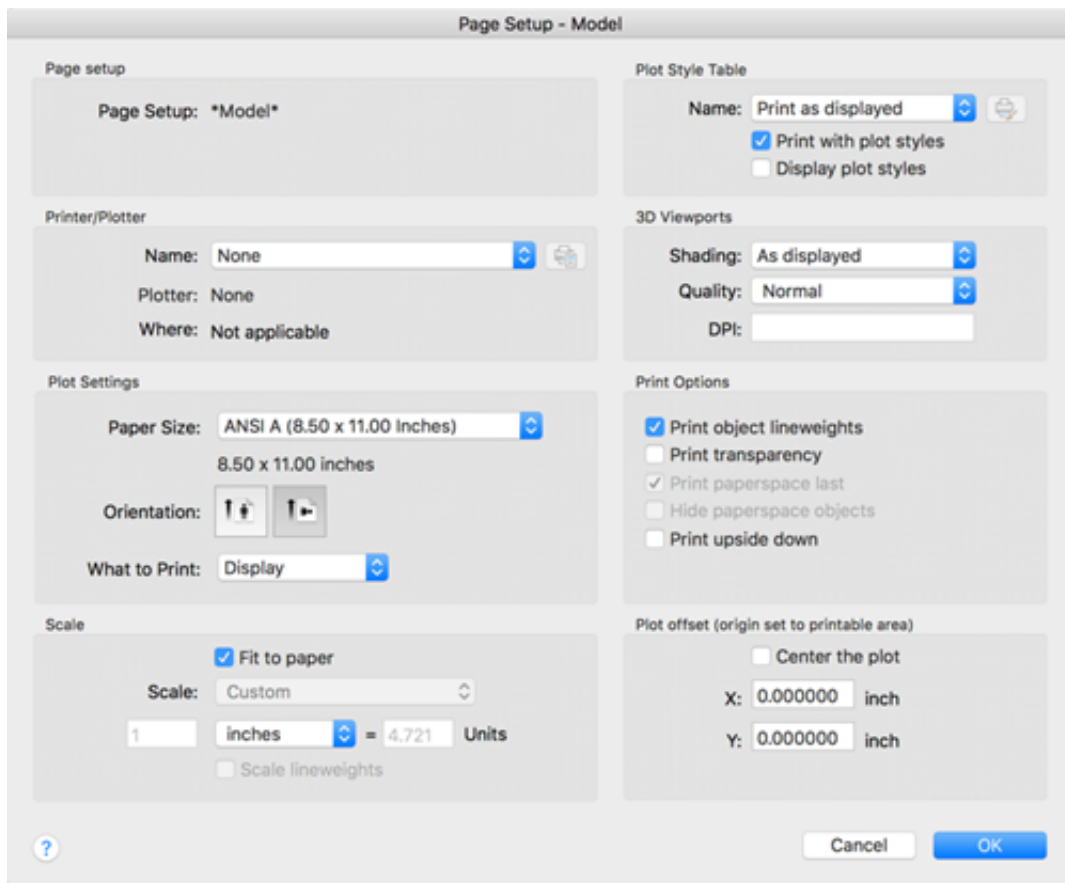 Page Setup - Model
Page setup
Page Setup: *Model*
Printer/Plotter
Name: None
Plotter: None
Where: Not applicable
Plot Settings
Paper Size: ANSI A (8.50 x 11.00 Inches)
8.50 x 11.00 inches
Orientation:
What to Print: Display
Scale
Fit to paper
Scale: Custom
1 inches = 4.721 Units
Scale lineweights
Plot Style Table
Name: Print as displayed
Print with plot styles
Display plot styles
3D Viewports
Shading: As displayed
Quality: Normal
DPI:
Print Options
Print object lineweights
Print transparency
Print paperspace last
Hide paperspace objects
Print upside down
Plot offset (origin set to printable area)
Center the plot
X: 0.000000 inch
Y: 0.000000 inch
?
Cancel OK